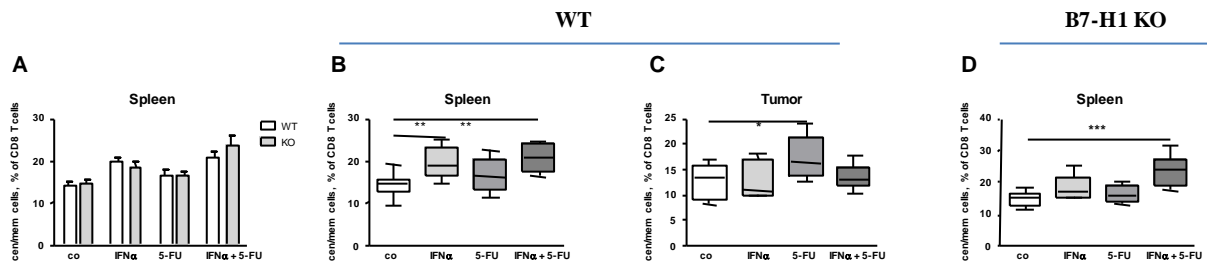 WT
B7-H1 KO
A
Spleen
cen/mem cells, % of CD8 T cells
30
20
10
0
co
IFNα
5-FU
IFNα + 5-FU
WT
KO
B
Spleen
cen/mem cells, % of CD8 T cells
30
20
10
0
** **
co
IFNα
5-FU
IFNα + 5-FU
C
Tumor
cen/mem cells, % of CD8 T cells
25
20
15
10
5
0
*
co
IFNα
5-FU
IFNα + 5-FU
D
Spleen
cen/mem cells, % of CD8 T cells
40
30
20
10
0
***
co
IFNα
5-FU
IFNα + 5-FU